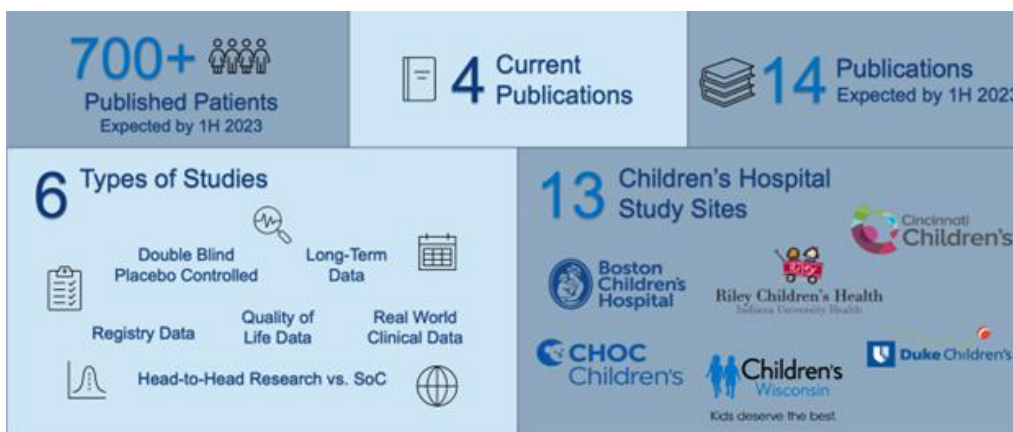 700+
Published Patients
Expected by 1H 2023
4 Current
Publications
14 Publications
Expected by 1H 2023
6 Types of Studies
Double Blind
Placebo Controlled
Long-Term
Data
Registry Data
Quality of
Life Data
Real World
Clinical Data
Head-to-Head Research vs. SoC
13 Children's Hospital
Study Sites
Cincinnati
Children's
Boston
Children's
Hospital
Riley
Riley Children's Health
Indiana University Health
CHOC
Children's
Children's
Wisconsin
Kids deserve the best.
Duke Children's